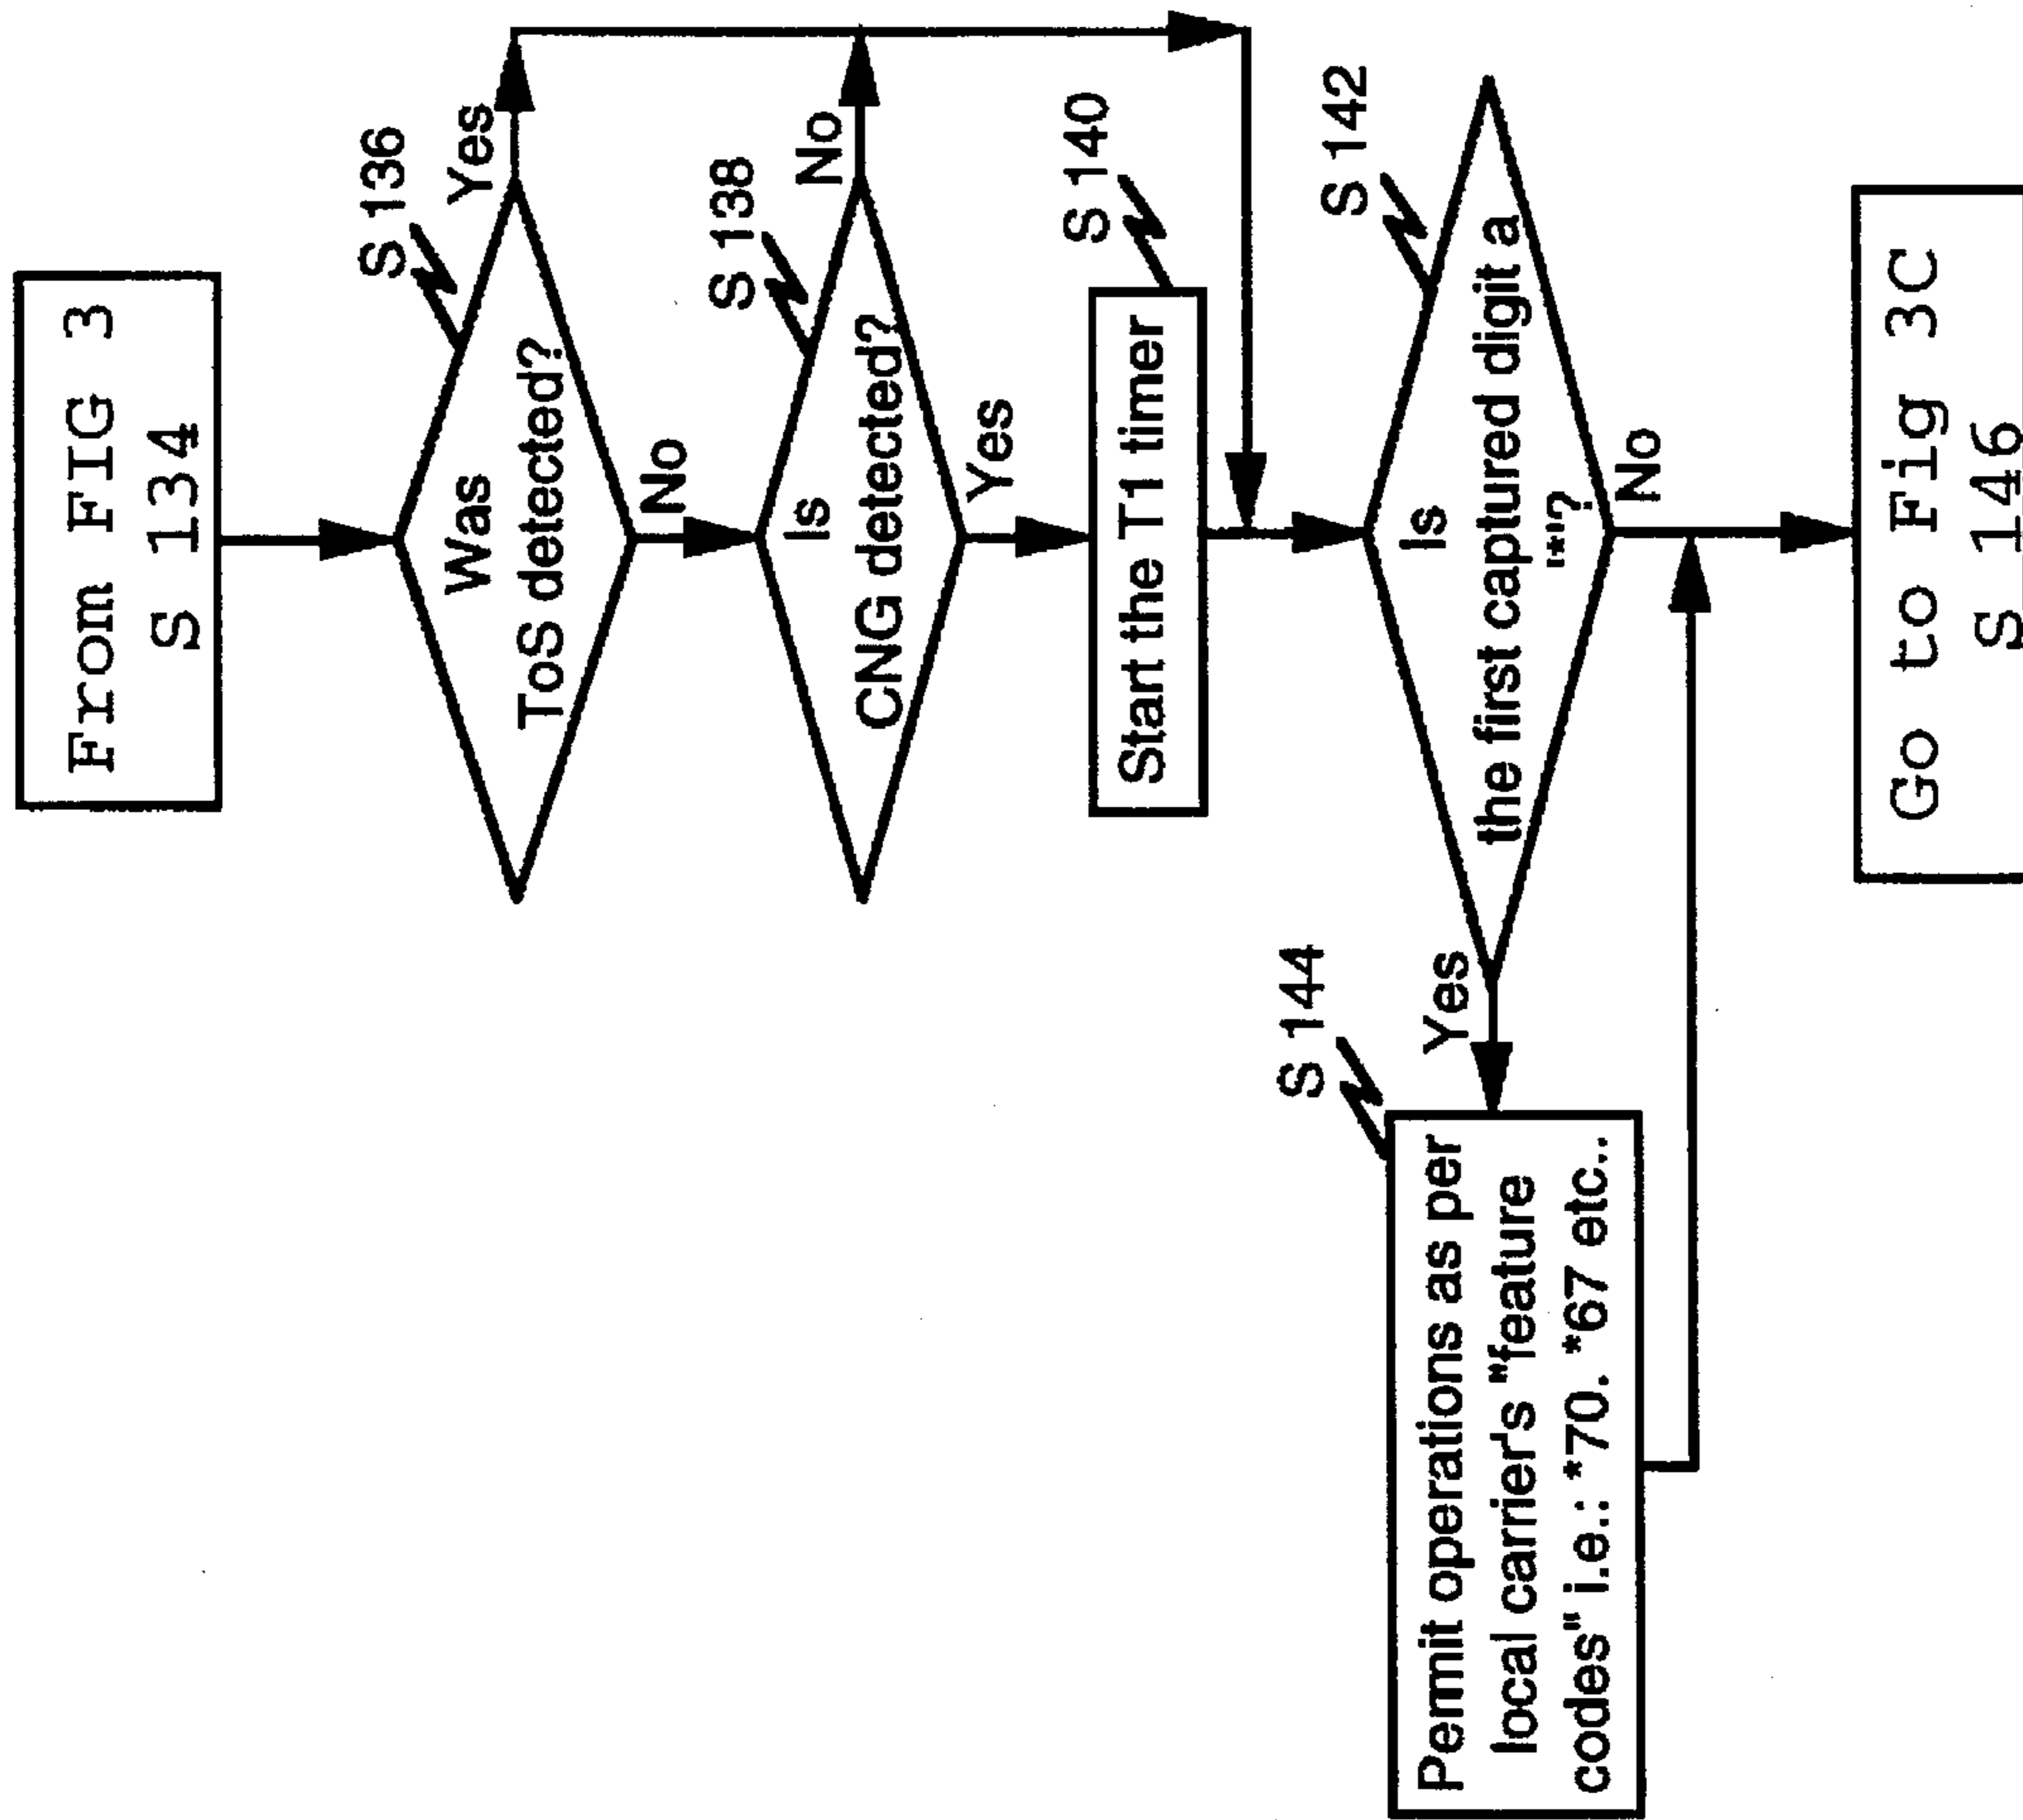 From FIG 3
S 134
S 136
Was
ToS detected?
Yes
No
S 138
Is
CNG detected?
No
Yes
S 140
Start the T1 timer
S 142
Is
the first captured digit a
"*"?
Yes
No
S 144
Permit operations as per
local carrier's "feature
codes" i.e.: *70. *67 etc..
Go to Fig 3C
S 146